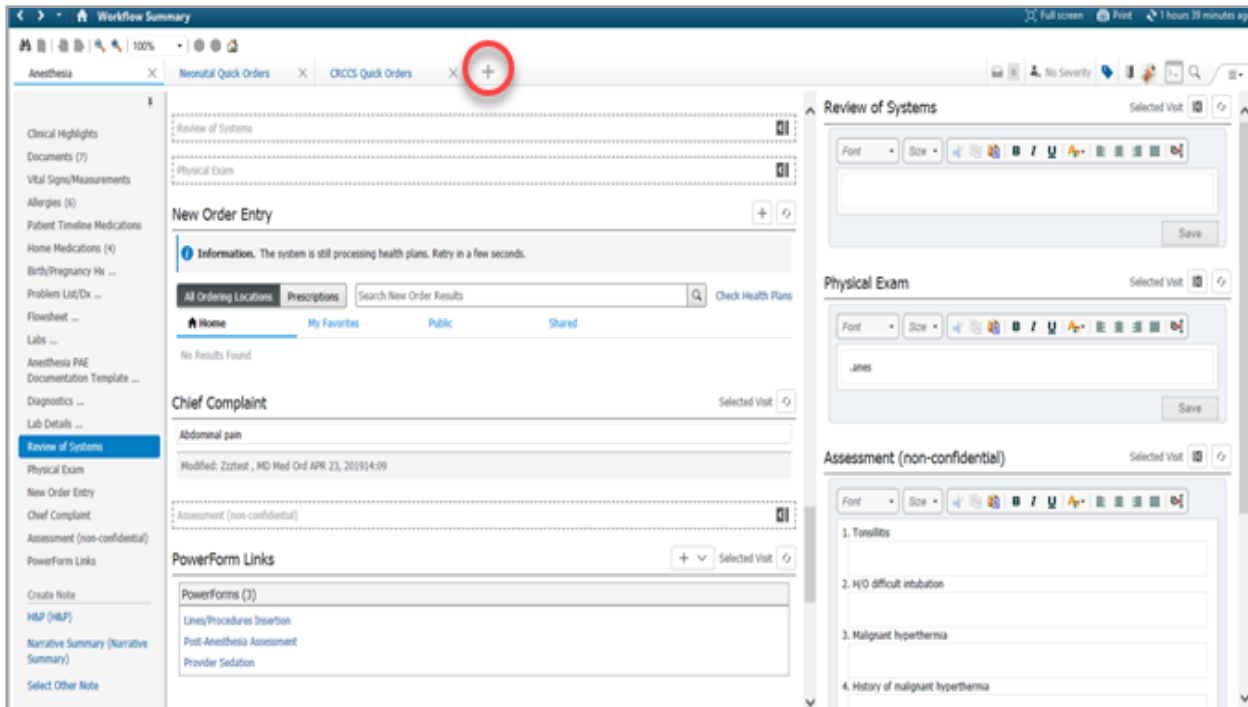 Workflow Summary
Full screen Print 1 hours 39 minutes ago
100%
Anesthesia Neonatal Quick Orders CRCCS Quick Orders
No Severity
Clinical Highlights
Documents (7)
Vital Signs/Measurements
Allergies (6)
Patient Timeline Medications
Home Medications (4)
Birth/Pregnancy Hx ...
Problem List/Dx ...
Flowsheet ...
Labs ...
Anesthesia PAE
Documentation Template ...
Diagnostics ...
Lab Details ...
Review of Systems
Physical Exam
New Order Entry
Chief Complaint
Assessment (non-confidential)
PowerForm Links
Create Note
H&P (H&P)
Narrative Summary (Narrative
Summary)
Select Other Note
Review of Systems
Physical Exam
New Order Entry
Information. The system is still processing health plans. Retry in a few seconds.
All Ordering Locations Prescriptions Search New Order Results Check Health Plans
Home My Favorites Public Shared
No Results Found
Chief Complaint Selected Visit
Abdominal pain
Modified: Zzztest , MD Med Ord APR 23, 201914:09
Assessment (non-confidential)
PowerForm Links Selected Visit
PowerForms (3)
Lines/Procedures Insertion
Post-Anesthesia Assessment
Provider Sedation
Review of Systems Selected Visit
Font Size B I U A
Save
Physical Exam Selected Visit
Font Size B I U A
.anes
Save
Assessment (non-confidential) Selected Visit
Font Size B I U A
1. Tonsillitis
2. H/O difficult intubation
3. Malignant hyperthermia
4. History of malignant hyperthermia